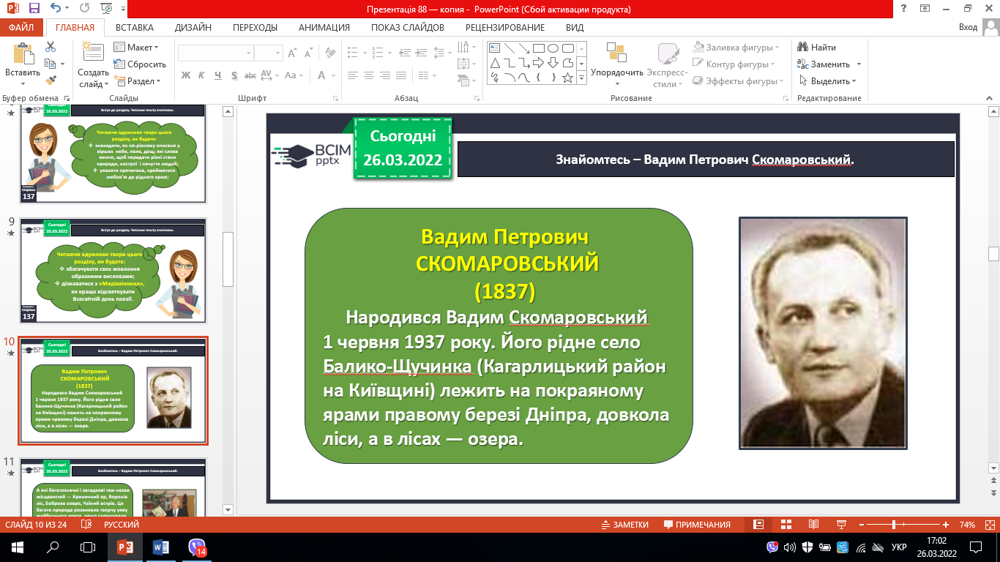 Презентація 88 — копия - PowerPoint (Сбой активации продукта)
ФАЙЛ ГЛАВНАЯ ВСТАВКА ДИЗАЙН ПЕРЕХОДЫ АНИМАЦИЯ ПОКАЗ СЛАЙДОВ РЕЦЕНЗИРОВАНИЕ ВИД Вход
Вставить
Буфер обмена
Создать слайд
Макет
Сбросить
Раздел
Слайды
Ж К Ч S abc AV Aa A
Шрифт
Абзац
Упорядочить
Экспресс-стили
Заливка фигуры
Контур фигуры
Эффекты фигуры
Рисование
Найти
Заменить
Выделить
Редактирование
Сьогодні
26.03.2022
Вступ до розділу. Читання тексту вчителем.
Читаючи вдумливо твори цього
розділу, ви будете:
знаходити, як по-різному описано у
віршах небо, поле, дощ; які слова
вжито, щоб передати різні стани
природи, настрої і почуття людей;
уявляти прочитане, пройматися
любов'ю до рідного краю;
Сторінка
137
9
Сьогодні
26.03.2022
Вступ до розділу. Читання тексту вчителем.
Читаючи вдумливо твори цього
розділу, ви будете:
збагачувати своє мовлення
образними висловами;
дізнаватися з «Медіавіконця»,
як краще відсвяткувати
Всесвітній день поезії.
Сторінка
137
10
Сьогодні
26.03.2022
Знайомтесь – Вадим Петрович Скомаровський.
Вадим Петрович
СКОМАРОВСЬКИЙ
(1837)
Народився Вадим Скомаровський
1 червня 1937 року. Його рідне село
Балико-Щучинка (Кагарлицький район
на Київщині) лежить на покраяному
ярами правому березі Дніпра, довкола
ліси, а в лісах — озера.
11
Сьогодні
26.03.2022
Знайомтесь – Вадим Петрович Скомаровський.
А які багатозначні і загадкові там назви
місцевостей — Криничний яр, Воронів
ліс, Боброве озеро, Чаїний острів. Ця
багата природа розвивала творчу уяву
ВСІМ
pptx
Сьогодні
26.03.2022
Знайомтесь – Вадим Петрович Скомаровський.
Вадим Петрович
СКОМАРОВСЬКИЙ
(1837)
Народився Вадим Скомаровський
1 червня 1937 року. Його рідне село
Балико-Щучинка (Кагарлицький район
на Київщині) лежить на покраяному
ярами правому березі Дніпра, довкола
ліси, а в лісах — озера.
СЛАЙД 10 ИЗ 24 РУССКИЙ ЗАМЕТКИ ПРИМЕЧАНИЯ 74%
14
УКР
17:02
26.03.2022